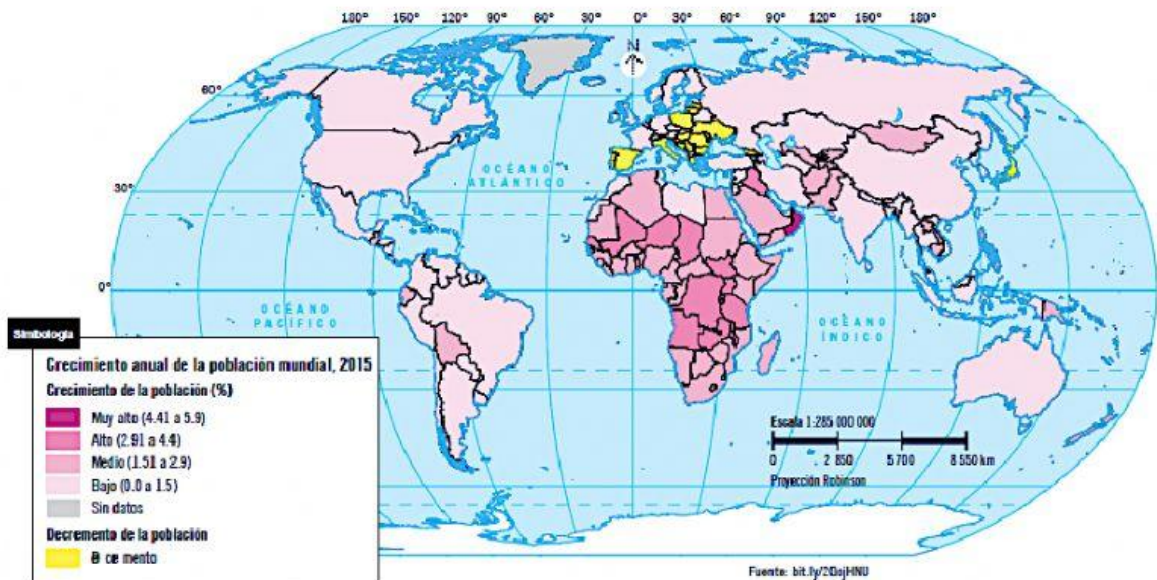 180° 150° 120° 90° 60° 30° 0° 30° 60° 90° 120° 150° 180°
N
60°
OCÉANO
ATLÁNTICO
30°
0°
OCÉANO
PACÍFICO
OCÉANO
ÍNDICO
Simbología
Crecimiento anual de la población mundial, 2015
Crecimiento de la población (%)
Muy alto (4.41 a 5.9)
Alto (2.91 a 4.4)
Medio (1.51 a 2.9)
Bajo (0.0 a 1.5)
Sin datos
Decremento de la población
Escala 1:285 000 000
0 2 850 5 700 8 550 km
Proyección Robinson
Fuente: bit.ly/2QojHNU